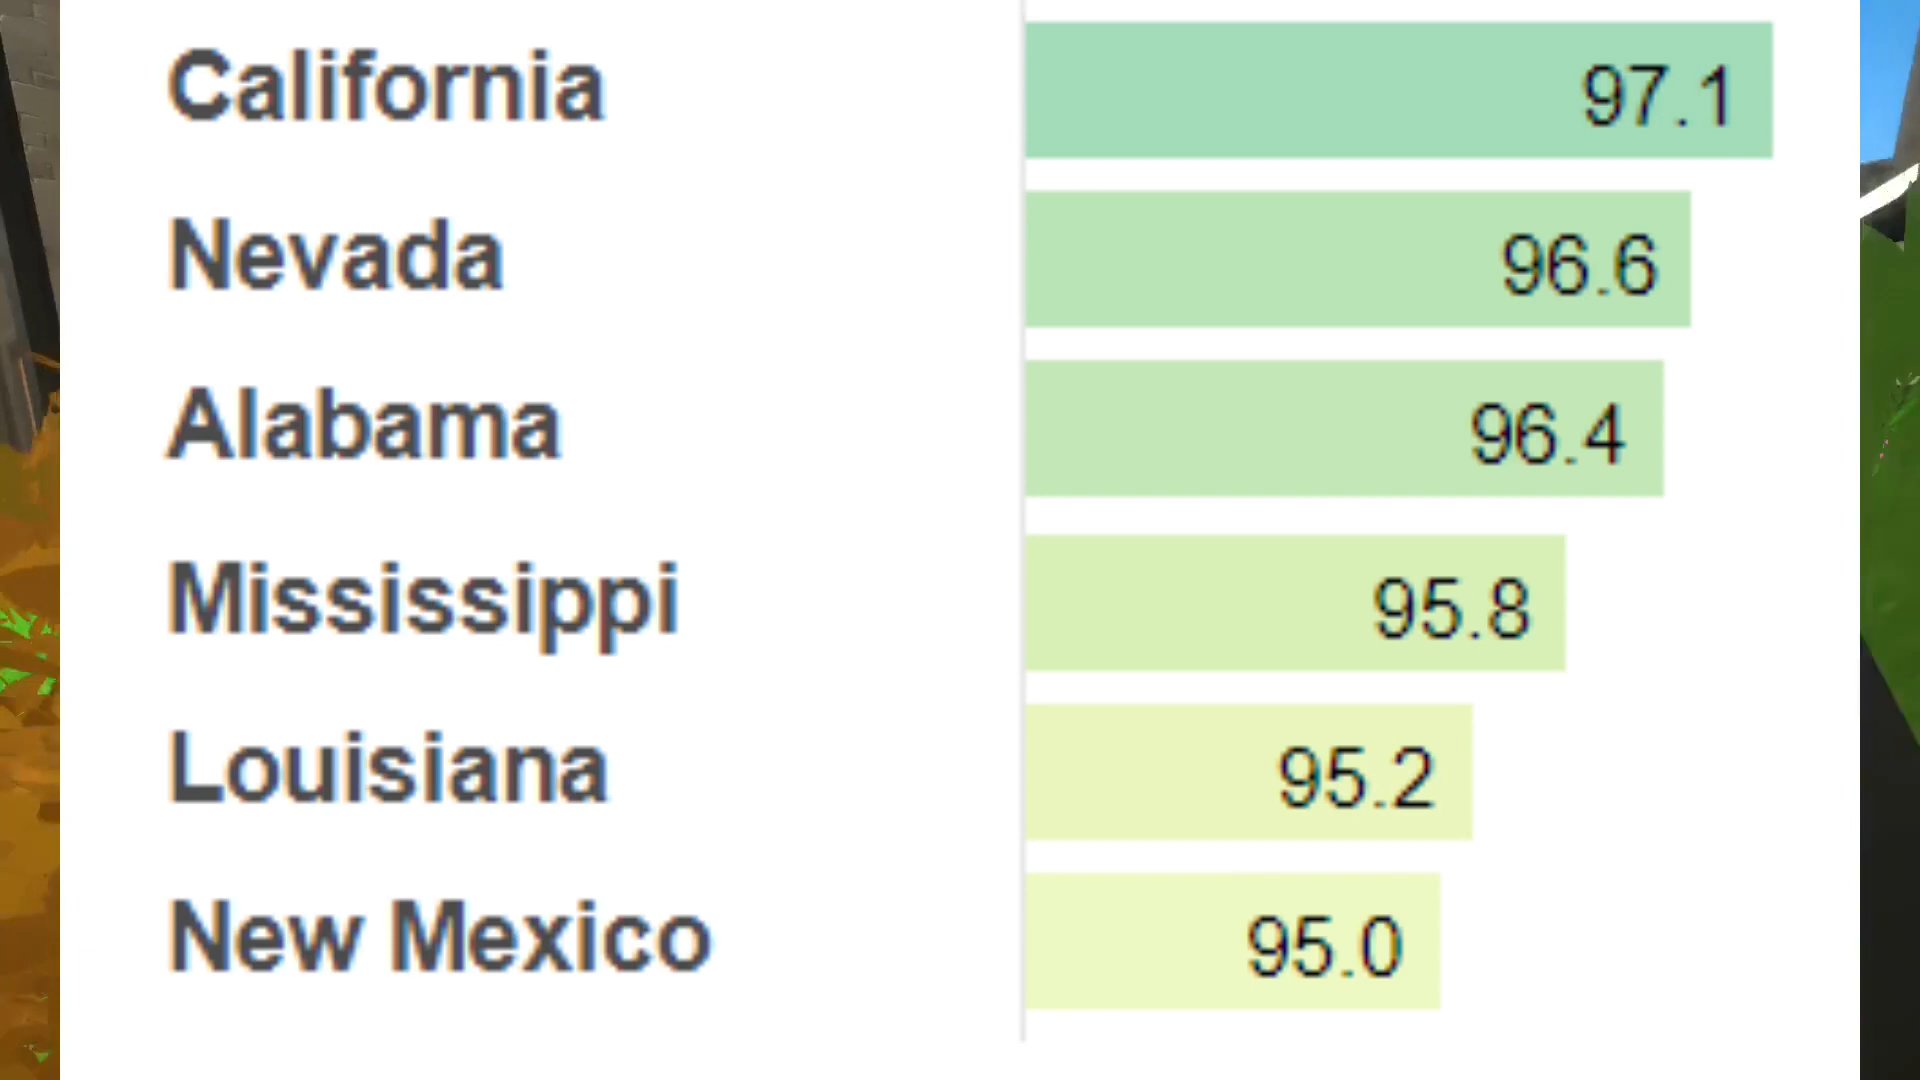 California 97.1
Nevada 96.6
Alabama 96.4
Mississippi 95.8
Louisiana 95.2
New Mexico 95.0